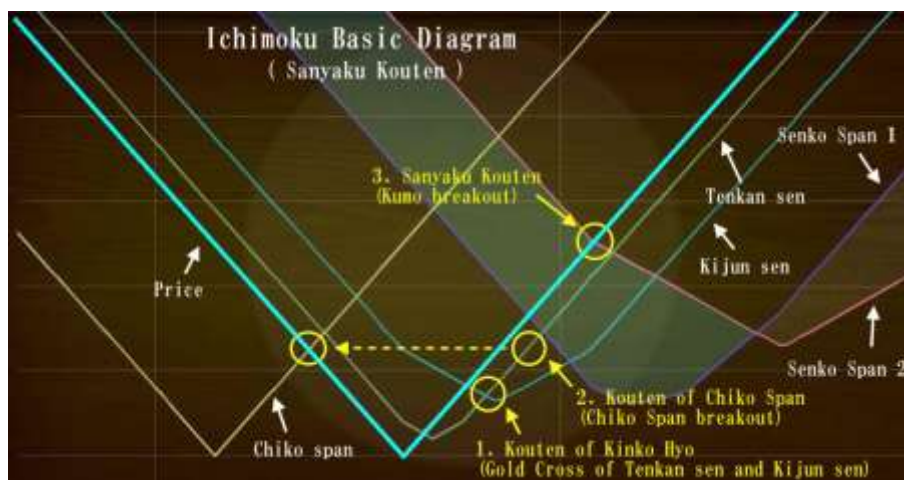 Ichimoku Basic Diagram
( Sanyaku Kouten )
Senko Span 1
3. Sanyaku Kouten
(Kumo breakout)
Tenkan sen
Kijun sen
Price
Senko Span 2
2. Kouten of Chiko Span
(Chiko Span breakout)
Chiko span
1. Kouten of Kinko Hyo
(Gold Cross of Tenkan sen and Kijun sen)